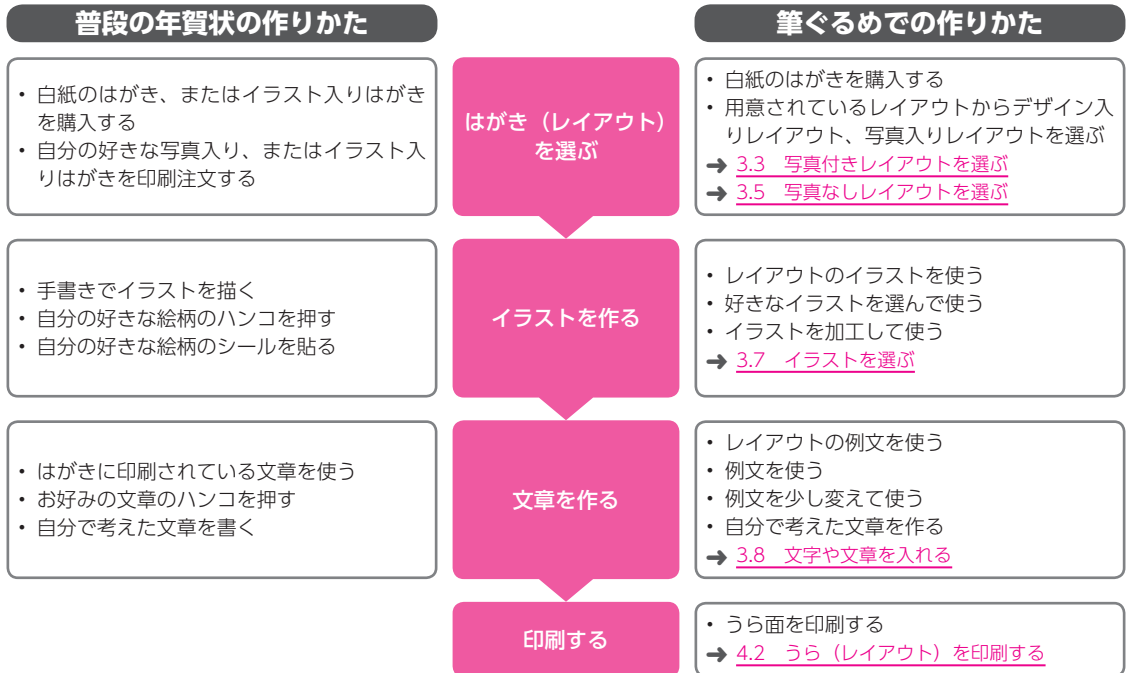 普段の年賀状の作りかた
筆ぐるめでの作りかた
・ 白紙のはがき、またはイラスト入りはがき
を購入する
・ 自分の好きな写真入り、またはイラスト入
りはがきを印刷注文する
はがき（レイアウト）
を選ぶ
・ 白紙のはがきを購入する
・ 用意されているレイアウトからデザイン入
りレイアウト、写真入りレイアウトを選ぶ
➜ 3.3　写真付きレイアウトを選ぶ
➜ 3.5　写真なしレイアウトを選ぶ
・ 手書きでイラストを描く
・ 自分の好きな絵柄のハンコを押す
・ 自分の好きな絵柄のシールを貼る
イラストを作る
・ レイアウトのイラストを使う
・ 好きなイラストを選んで使う
・ イラストを加工して使う
➜ 3.7　イラストを選ぶ
・ はがきに印刷されている文章を使う
・ お好みの文章のハンコを押す
・ 自分で考えた文章を書く
文章を作る
・ レイアウトの例文を使う
・ 例文を使う
・ 例文を少し変えて使う
・ 自分で考えた文章を作る
➜ 3.8　文字や文章を入れる
印刷する
・ うら面を印刷する
➜ 4.2　うら（レイアウト）を印刷する